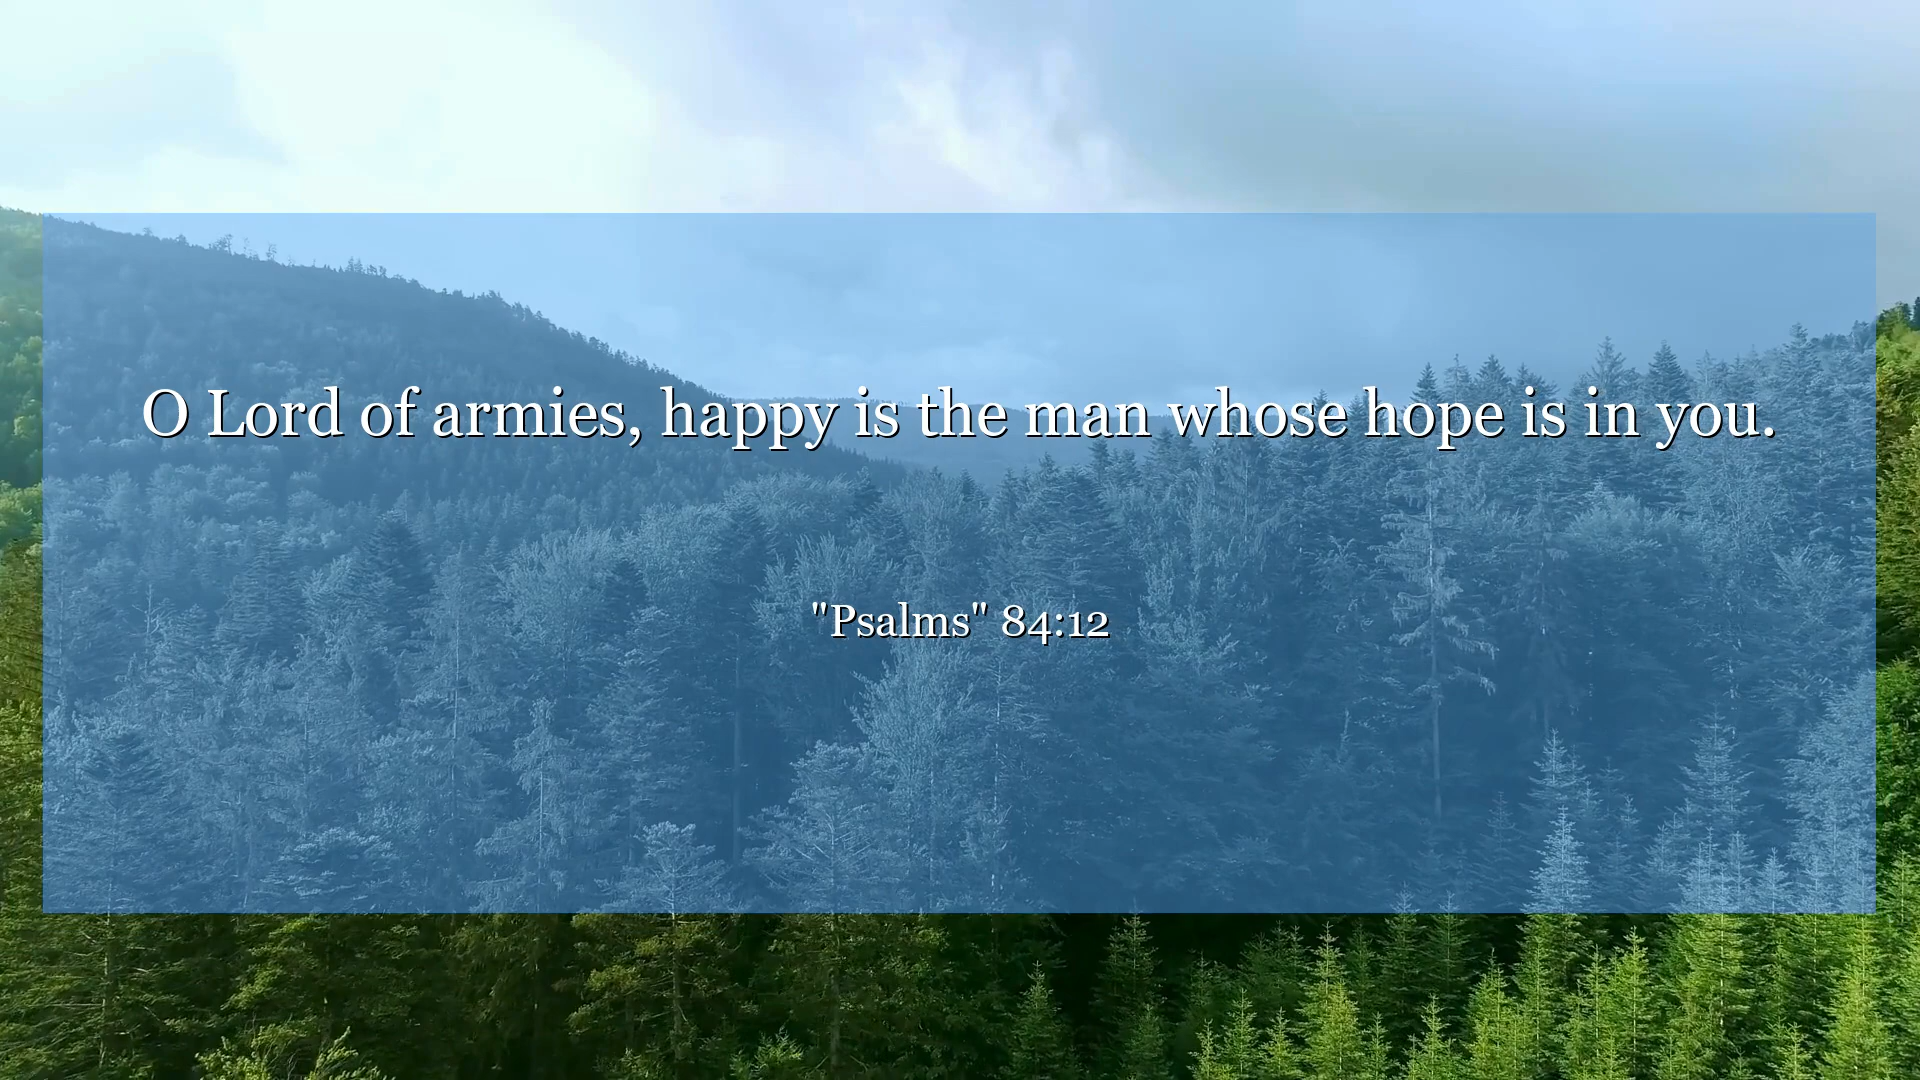 O Lord of armies, happy is the man whose hope is in you.
"Psalms" 84:12